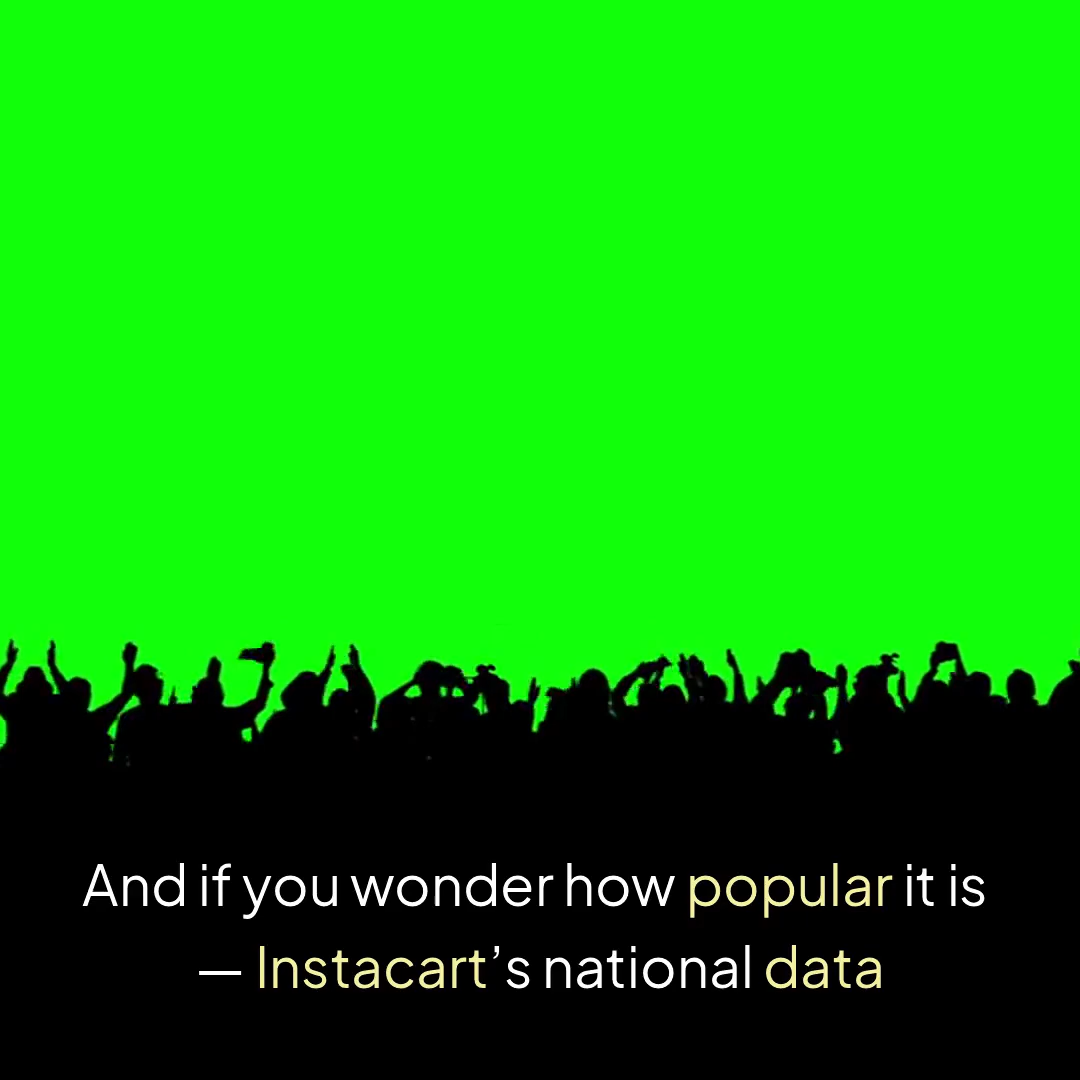 And if you wonder how popular it is
— Instacart’s national data